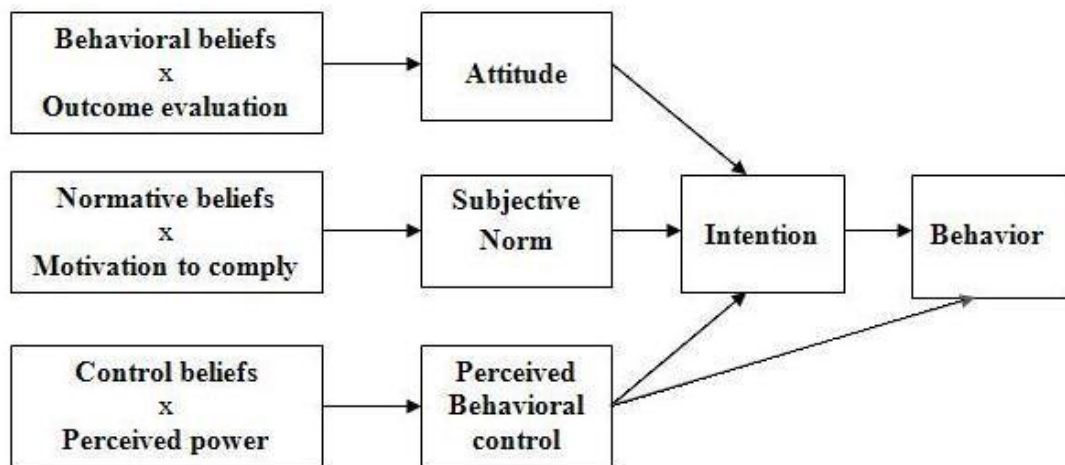 Behavioral beliefs
x
Outcome evaluation
Attitude
Normative beliefs
x
Motivation to comply
Subjective
Norm
Intention
Behavior
Control beliefs
x
Perceived power
Perceived
Behavioral
control